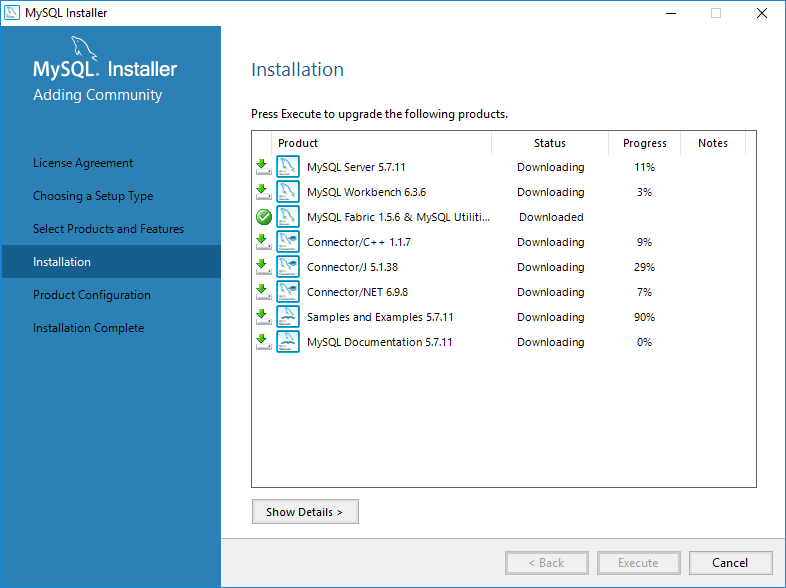 MySQL Installer
MySQL. Installer
Adding Community
License Agreement
Choosing a Setup Type
Select Products and Features
Installation
Product Configuration
Installation Complete
Installation
Press Execute to upgrade the following products.
Product Status Progress Notes
MySQL Server 5.7.11 Downloading 11%
MySQL Workbench 6.3.6 Downloading 3%
MySQL Fabric 1.5.6 & MySQL Utiliti... Downloaded
Connector/C++ 1.1.7 Downloading 9%
Connector/J 5.1.38 Downloading 29%
Connector/NET 6.9.8 Downloading 7%
Samples and Examples 5.7.11 Downloading 90%
MySQL Documentation 5.7.11 Downloading 0%
Show Details >
< Back Execute Cancel